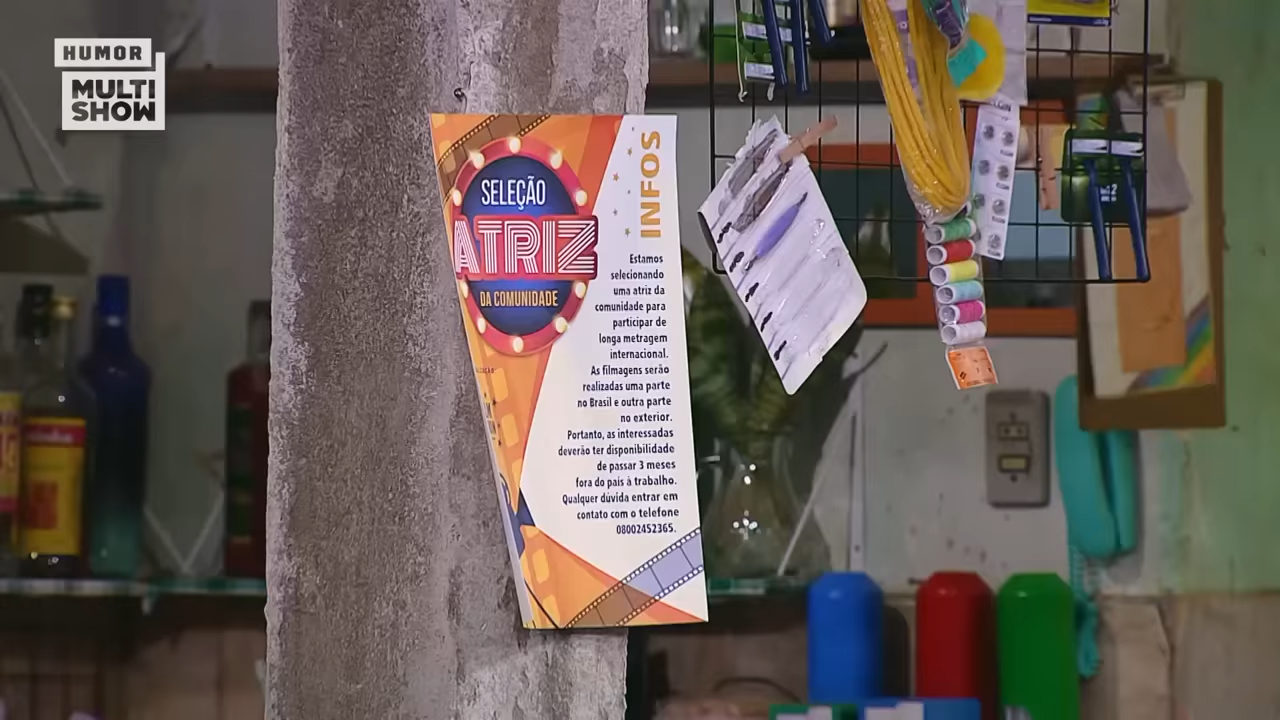 HUMOR
MULTI
SHOW
SELEÇÃO
ATRIZ
DA COMUNIDADE
INFOS
Estamos
selecionando
uma atriz da
comunidade para
participar de
longa metragem
internacional.
As filmagens serão
realizadas uma parte
no Brasil e outra parte
no exterior.
Portanto, as interessadas
deverão ter disponibilidade
de passar 3 meses
fora do país à trabalho.
Qualquer dúvida entrar em
contato com o telefone
08002452365.